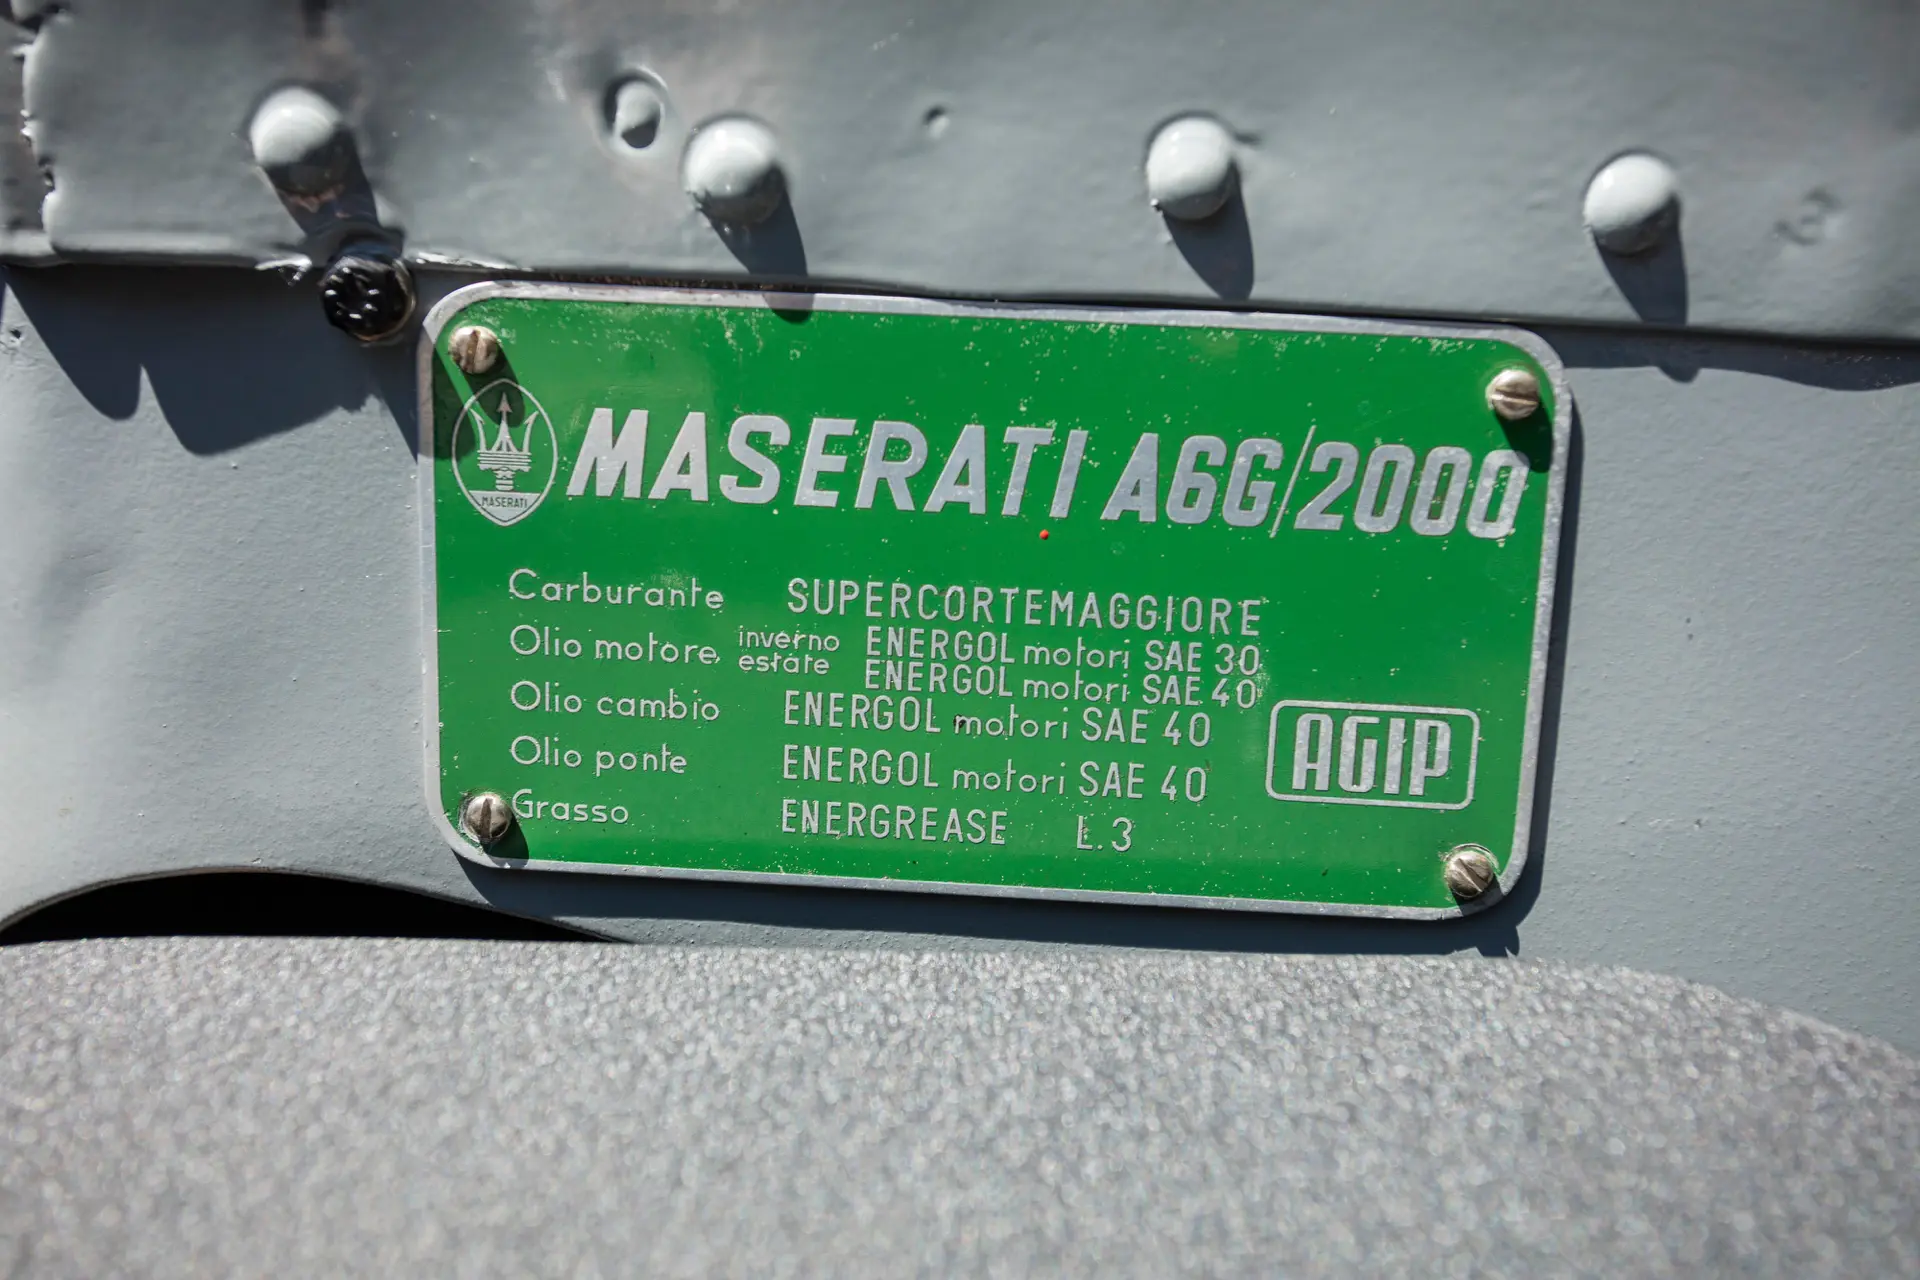 MASERATI A6G/2000
MASERATI
Carburante SUPERCORTEMAGGIORE
Olio motore, inverno ENERGOL motori SAE 30
estate ENERGOL motori SAE 40
Olio cambio ENERGOL motori SAE 40
Olio ponte ENERGOL motori SAE 40
AGIP
Grasso ENERGREASE L.3